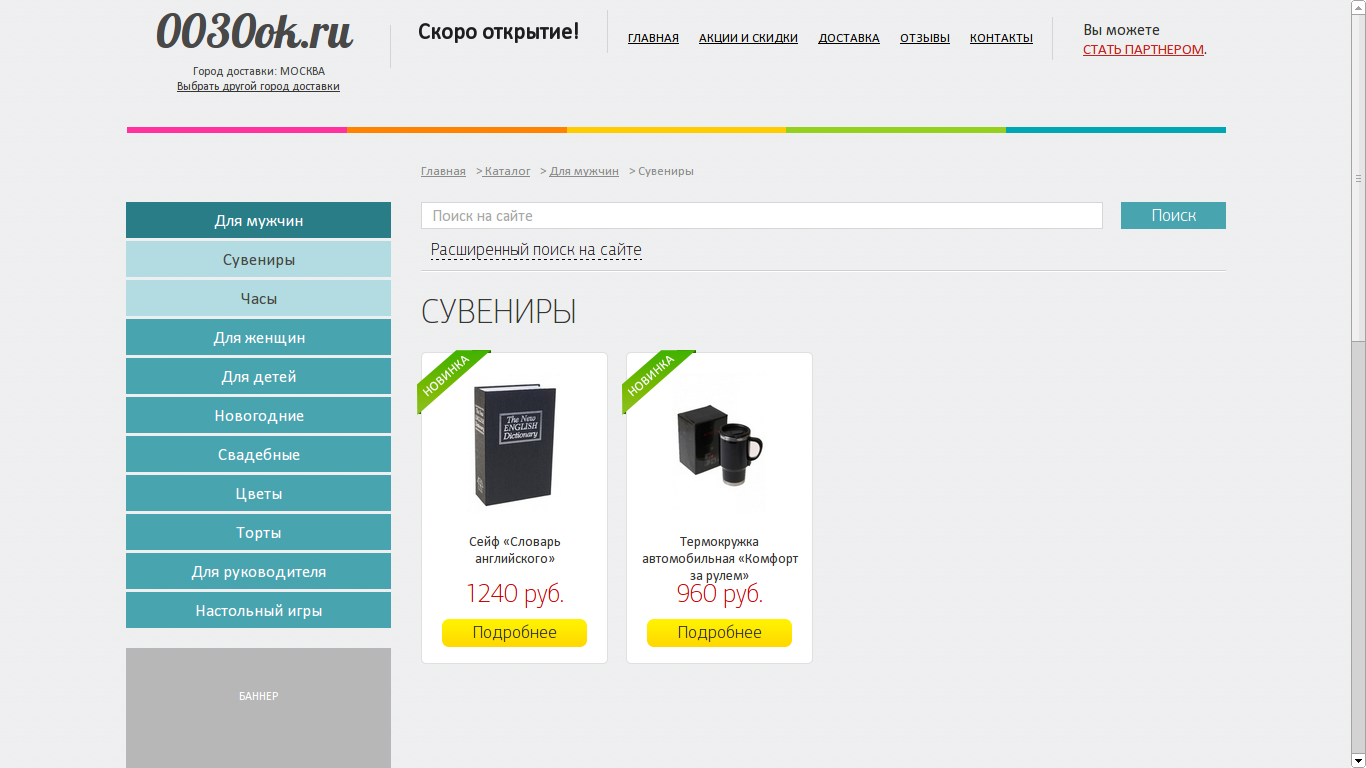 0030ok.ru
Город доставки: МОСКВА
Выбрать другой город доставки
Скоро открытие!
ГЛАВНАЯ АКЦИИ И СКИДКИ ДОСТАВКА ОТЗЫВЫ КОНТАКТЫ
Вы можете
СТАТЬ ПАРТНЕРОМ.
Главная > Каталог > Для мужчин > Сувениры
Для мужчин
Сувениры
Часы
Для женщин
Для детей
Новогодние
Свадебные
Цветы
Торты
Для руководителя
Настольный игры
БАННЕР
Поиск на сайте
Поиск
Расширенный поиск на сайте
СУВЕНИРЫ
НОВИНКА
The New
ENGLISH
Dictionary
Сейф «Словарь
английского»
1240 руб.
Подробнее
НОВИНКА
Термокружка
автомобильная «Комфорт
за рулем»
960 руб.
Подробнее